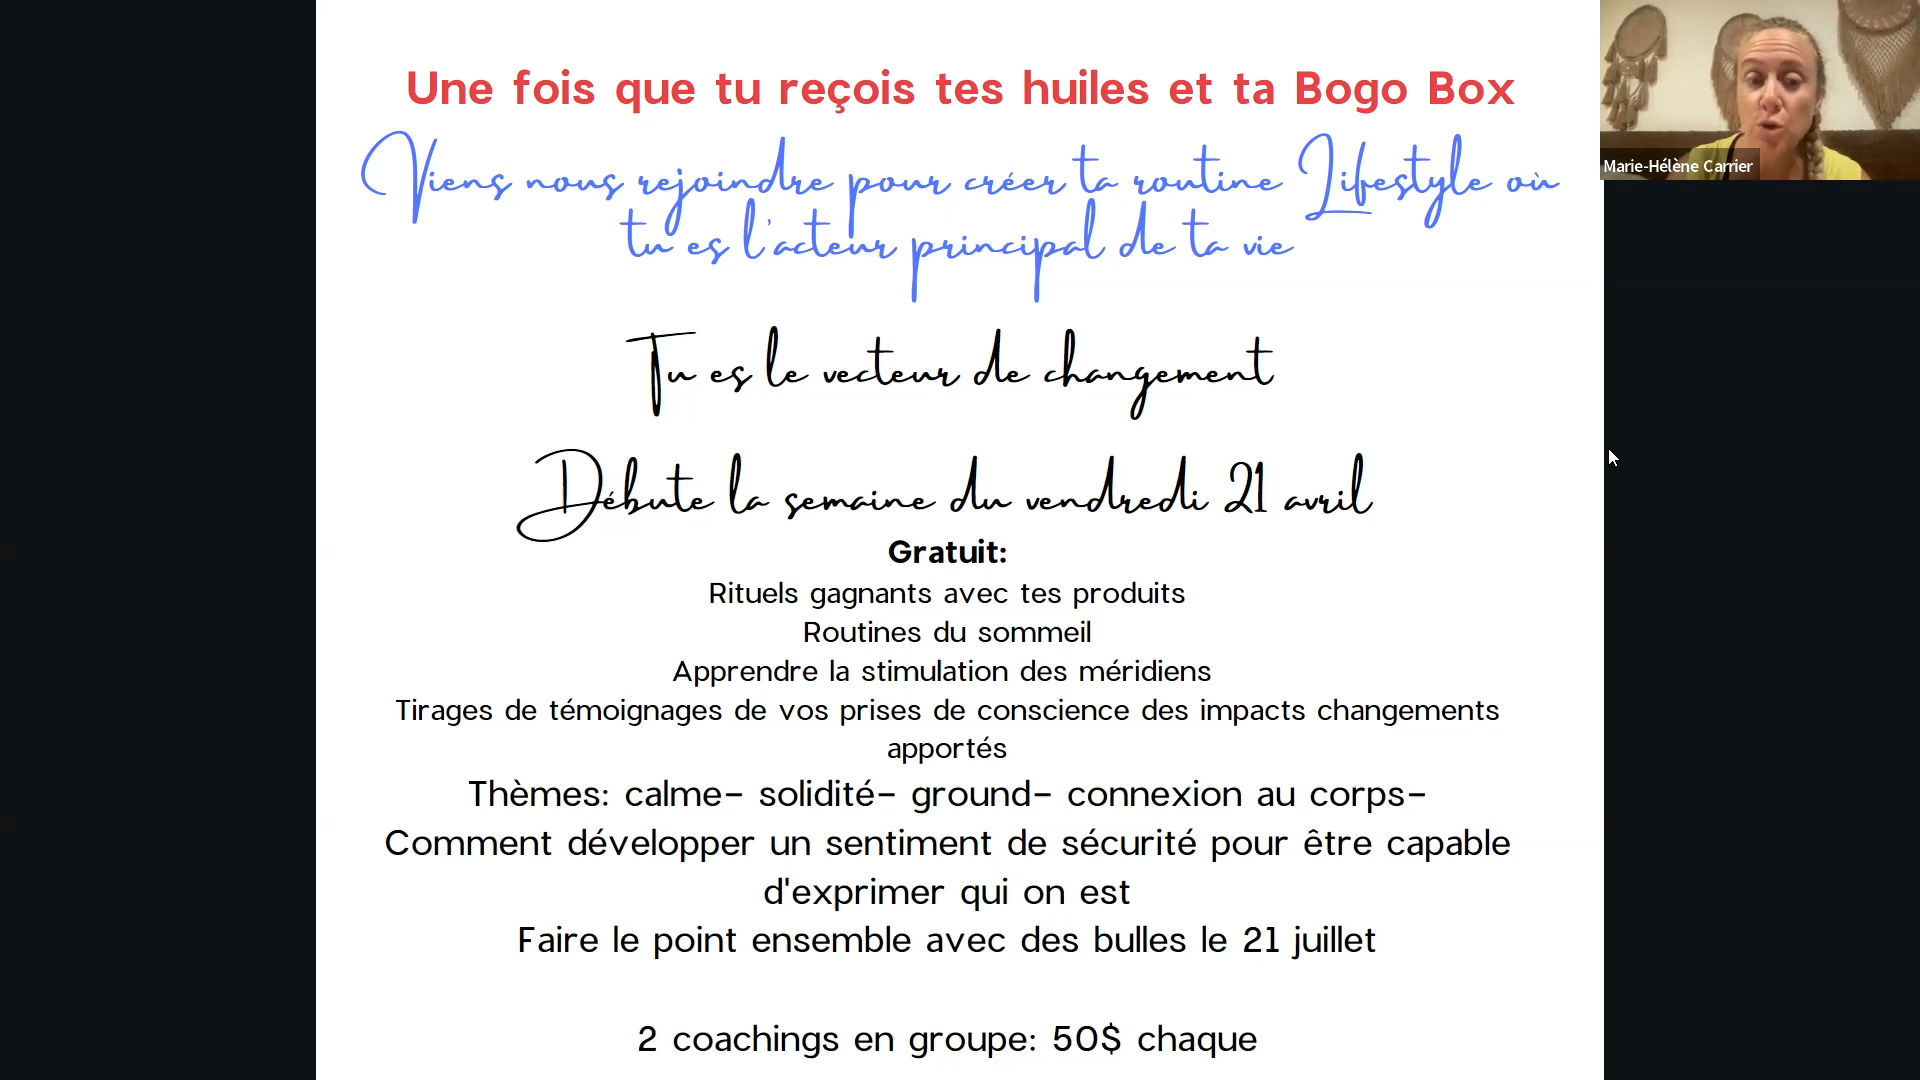 Une fois que tu reçois tes huiles et ta Bogo Box
Viens nous rejoindre pour créer ta routine Lifestyle où
tu es l'acteur principal de ta vie
Tu es le vecteur de changement
Débute la semaine du vendredi 21 avril
Gratuit:
Rituels gagnants avec tes produits
Routines du sommeil
Apprendre la stimulation des méridiens
Tirages de témoignages de vos prises de conscience des impacts changements
apportés
Thèmes: calme- solidité- ground- connexion au corps-
Comment développer un sentiment de sécurité pour être capable
d'exprimer qui on est
Faire le point ensemble avec des bulles le 21 juillet
2 coachings en groupe: 50$ chaque
Marie-Hélène Carrier